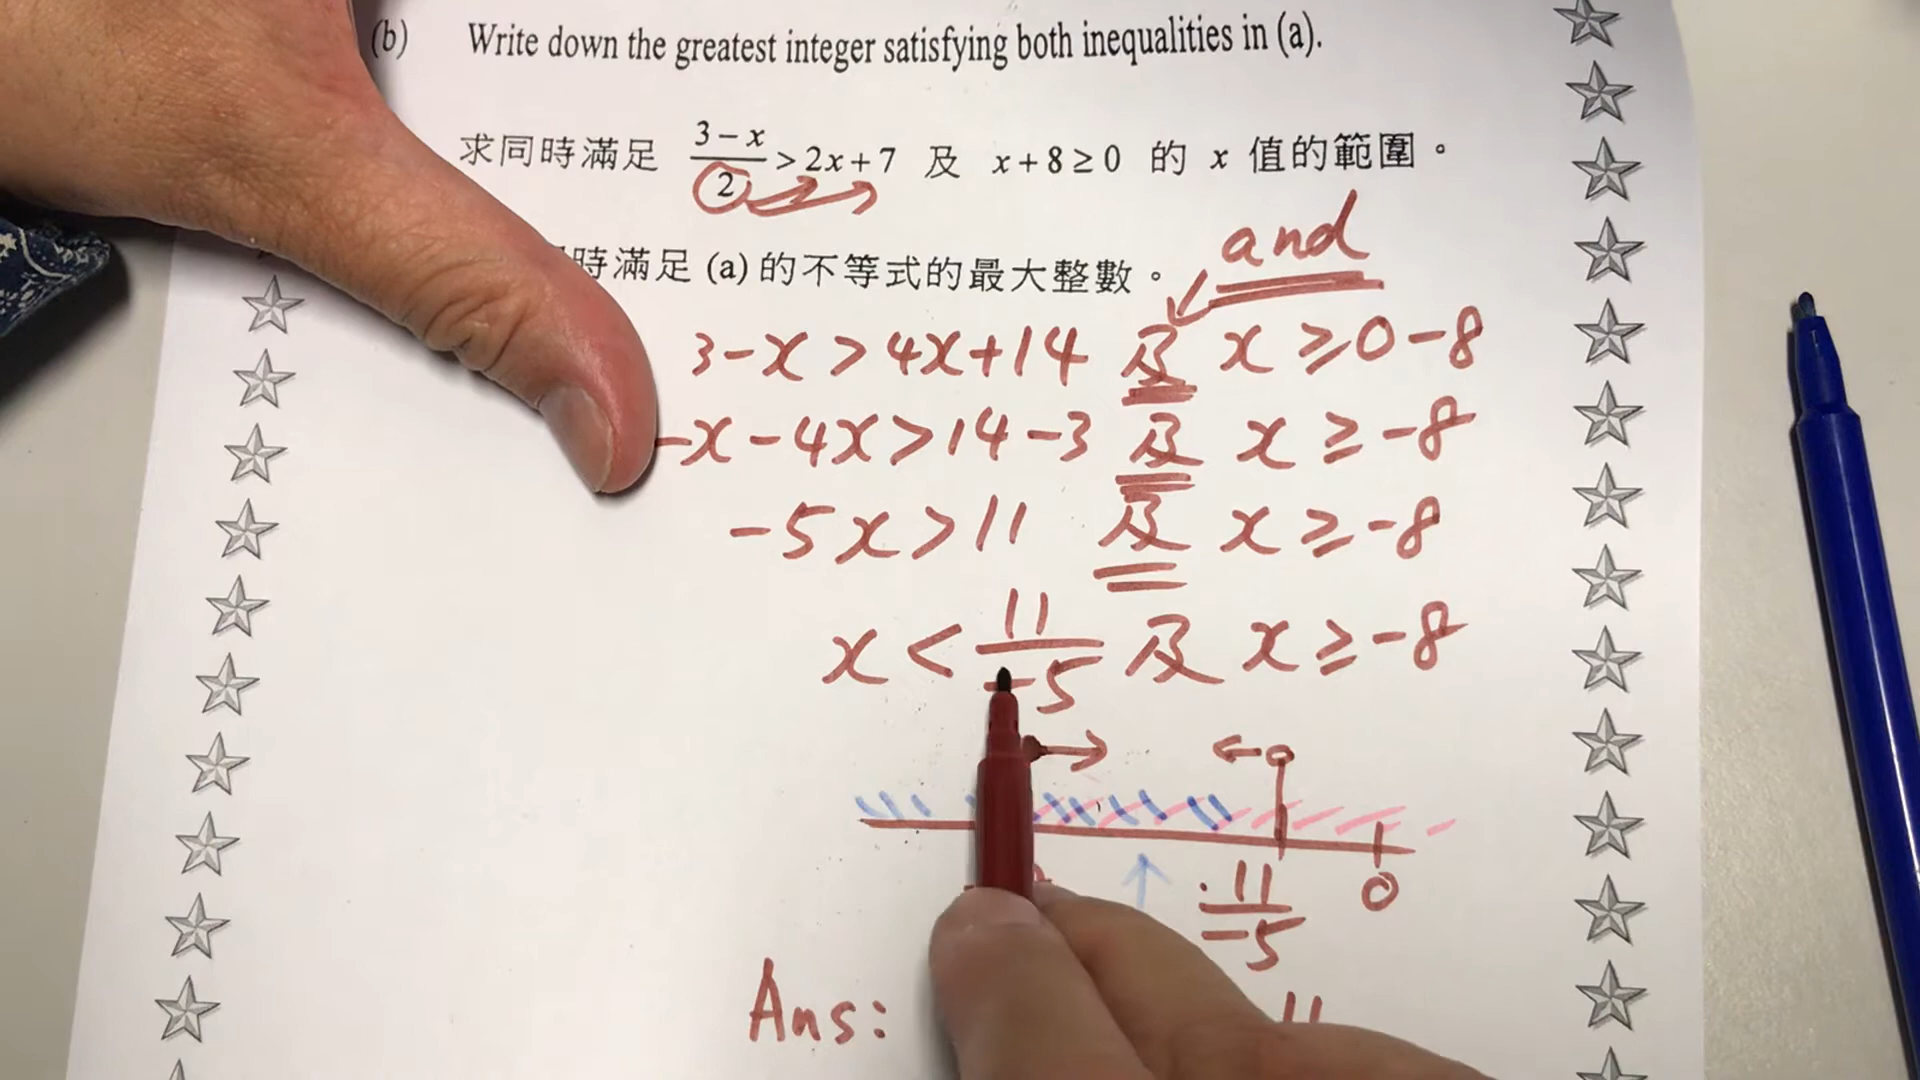 (b) Write down the greatest integer satisfying both inequalities in (a).
求同時滿足 (3-x)/2 > 2x+7 及 x+8≥0 的 x 值的範圍。
時滿足 (a) 的不等式的最大整數。
and
3-x>4x+14 及 x≥0-8
-x-4x>14-3 及 x≥-8
-5x>11 及 x≥-8
x<11/-5 及 x≥-8
11/-5 0
Ans: 11